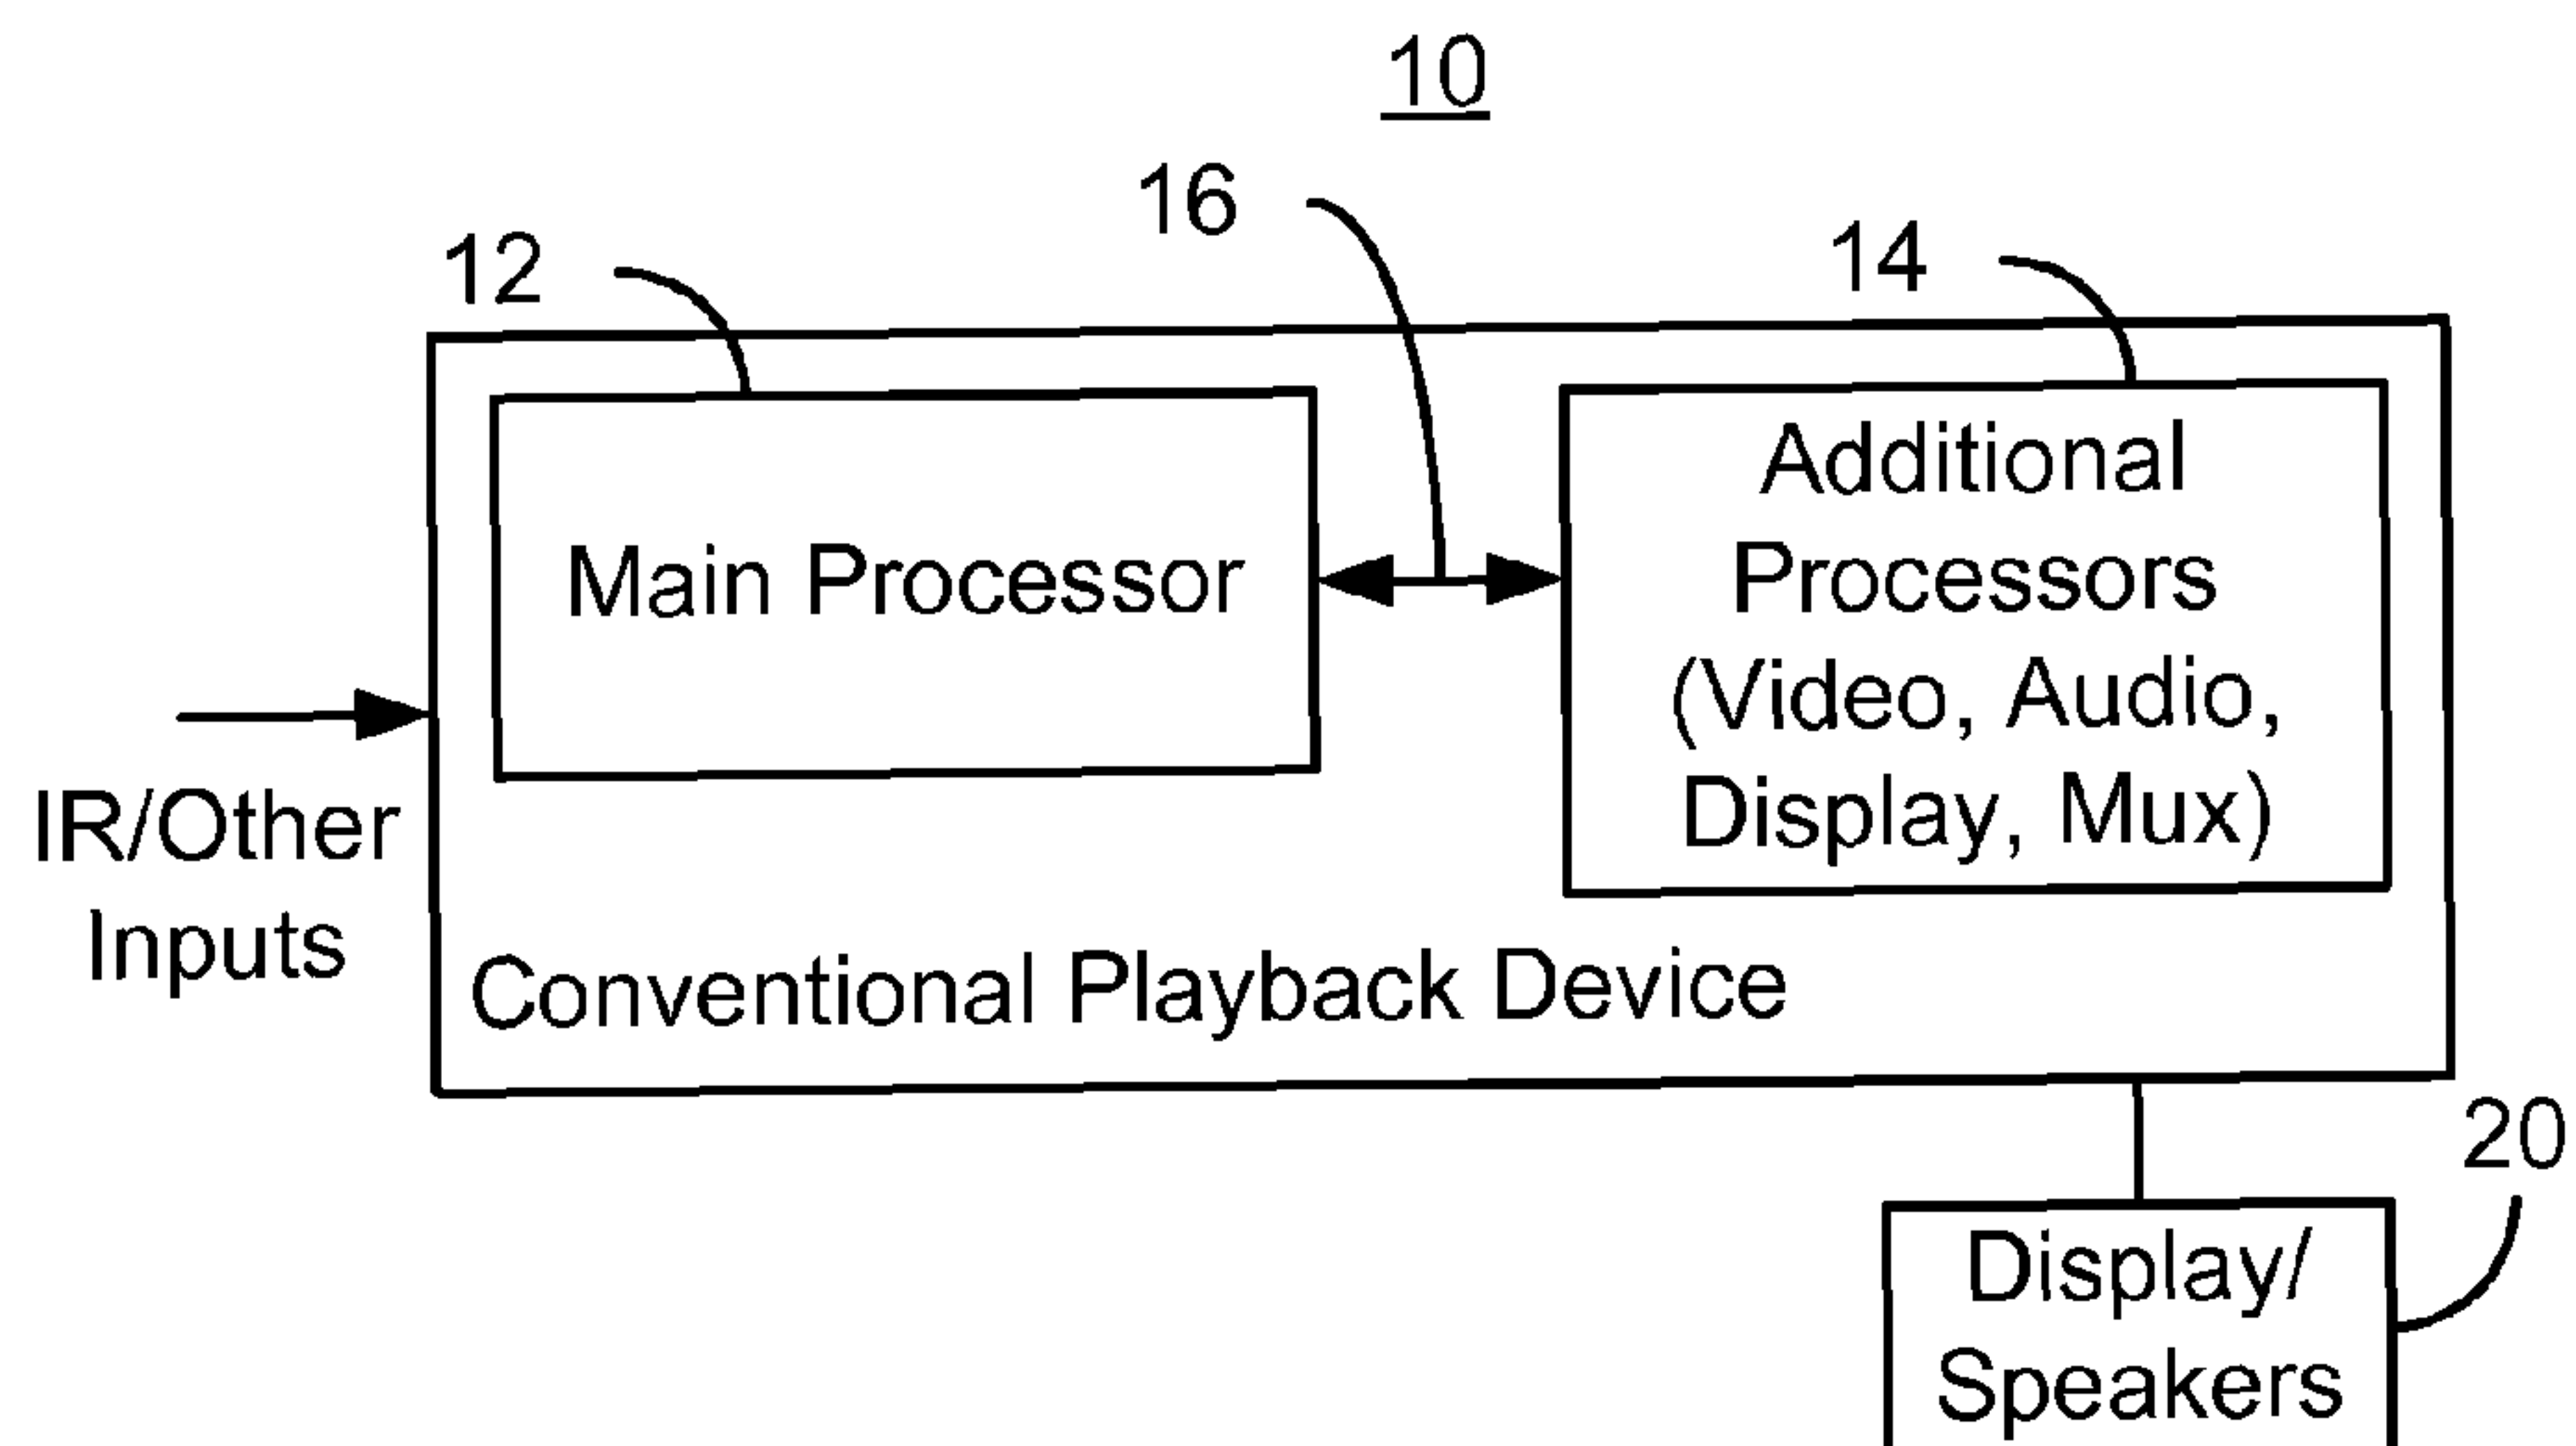 10
16
12
14
Main Processor
Additional
Processors
(Video, Audio,
Display, Mux)
IR/Other
Inputs
Conventional Playback Device
20
Display/
Speakers